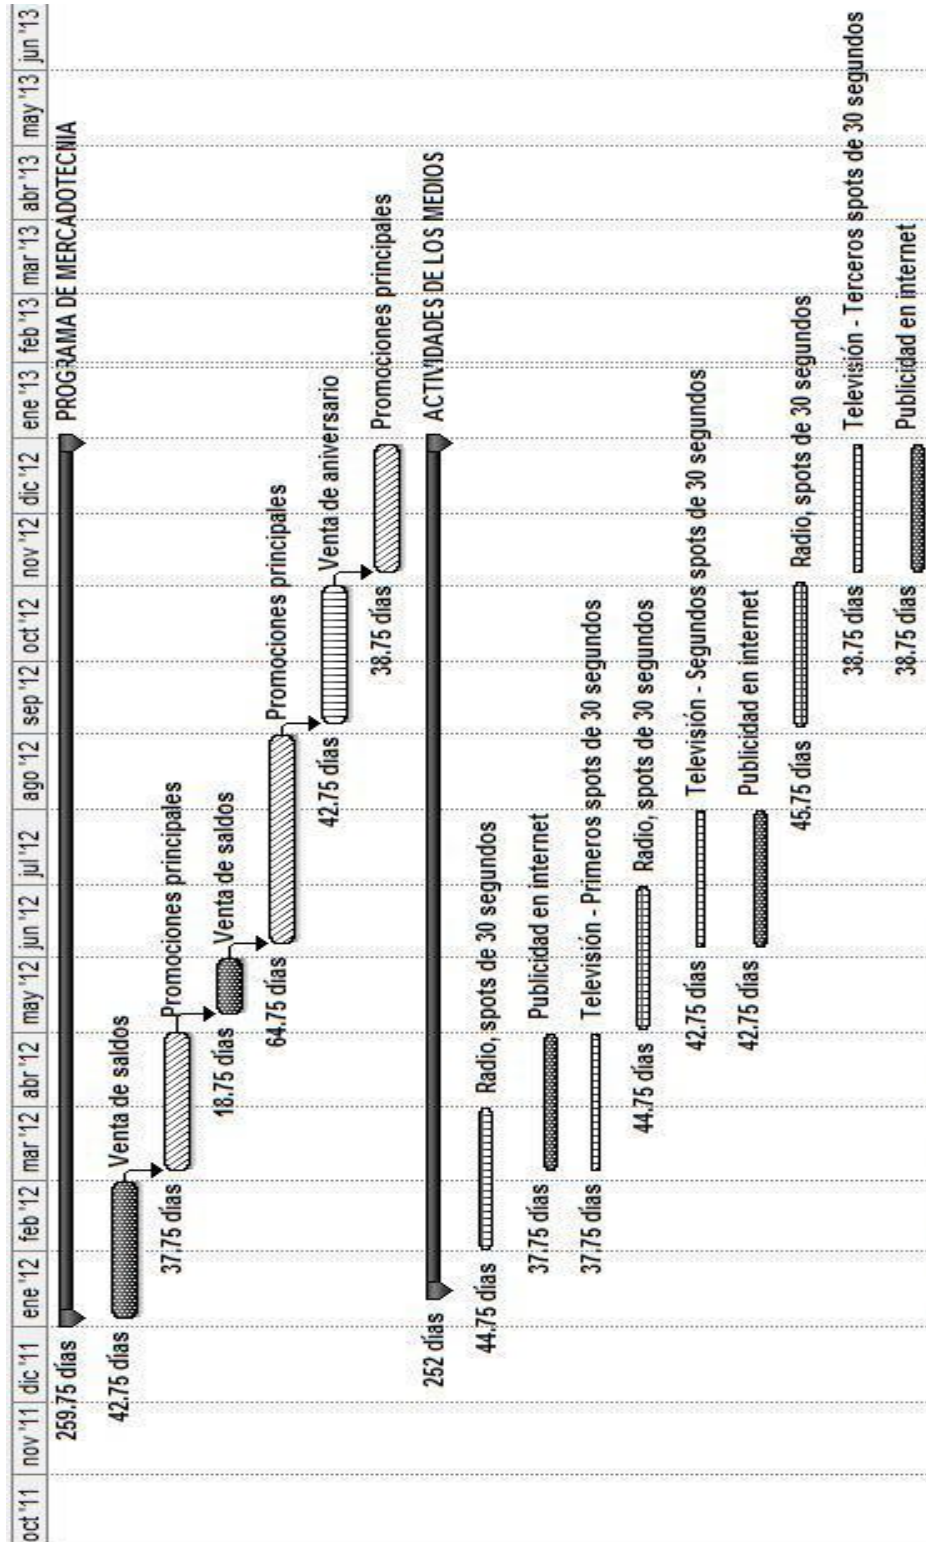 oct '11 nov '11 dic '11 ene '12 feb '12 mar '12 abr '12 may '12 jun '12 jul '12 ago '12 sep '12 oct '12 nov '12 dic '12 ene '13 feb '13 mar '13 abr '13 may '13 jun '13
259.75 días PROGRAMA DE MERCADOTECNIA
42.75 días Venta de saldos
37.75 días Promociones principales
18.75 días Venta de saldos
64.75 días Promociones principales
42.75 días Venta de aniversario
38.75 días Promociones principales
252 días ACTIVIDADES DE LOS MEDIOS
44.75 días Radio, spots de 30 segundos
37.75 días Publicidad en internet
37.75 días Televisión - Primeros spots de 30 segundos
44.75 días Radio, spots de 30 segundos
42.75 días Televisión - Segundos spots de 30 segundos
42.75 días Publicidad en internet
45.75 días Radio, spots de 30 segundos
38.75 días Televisión - Terceros spots de 30 segundos
38.75 días Publicidad en internet